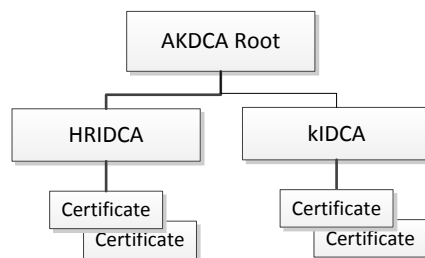 AKDCA Root
HRIDCA
kIDCA
Certificate
Certificate
Certificate
Certificate